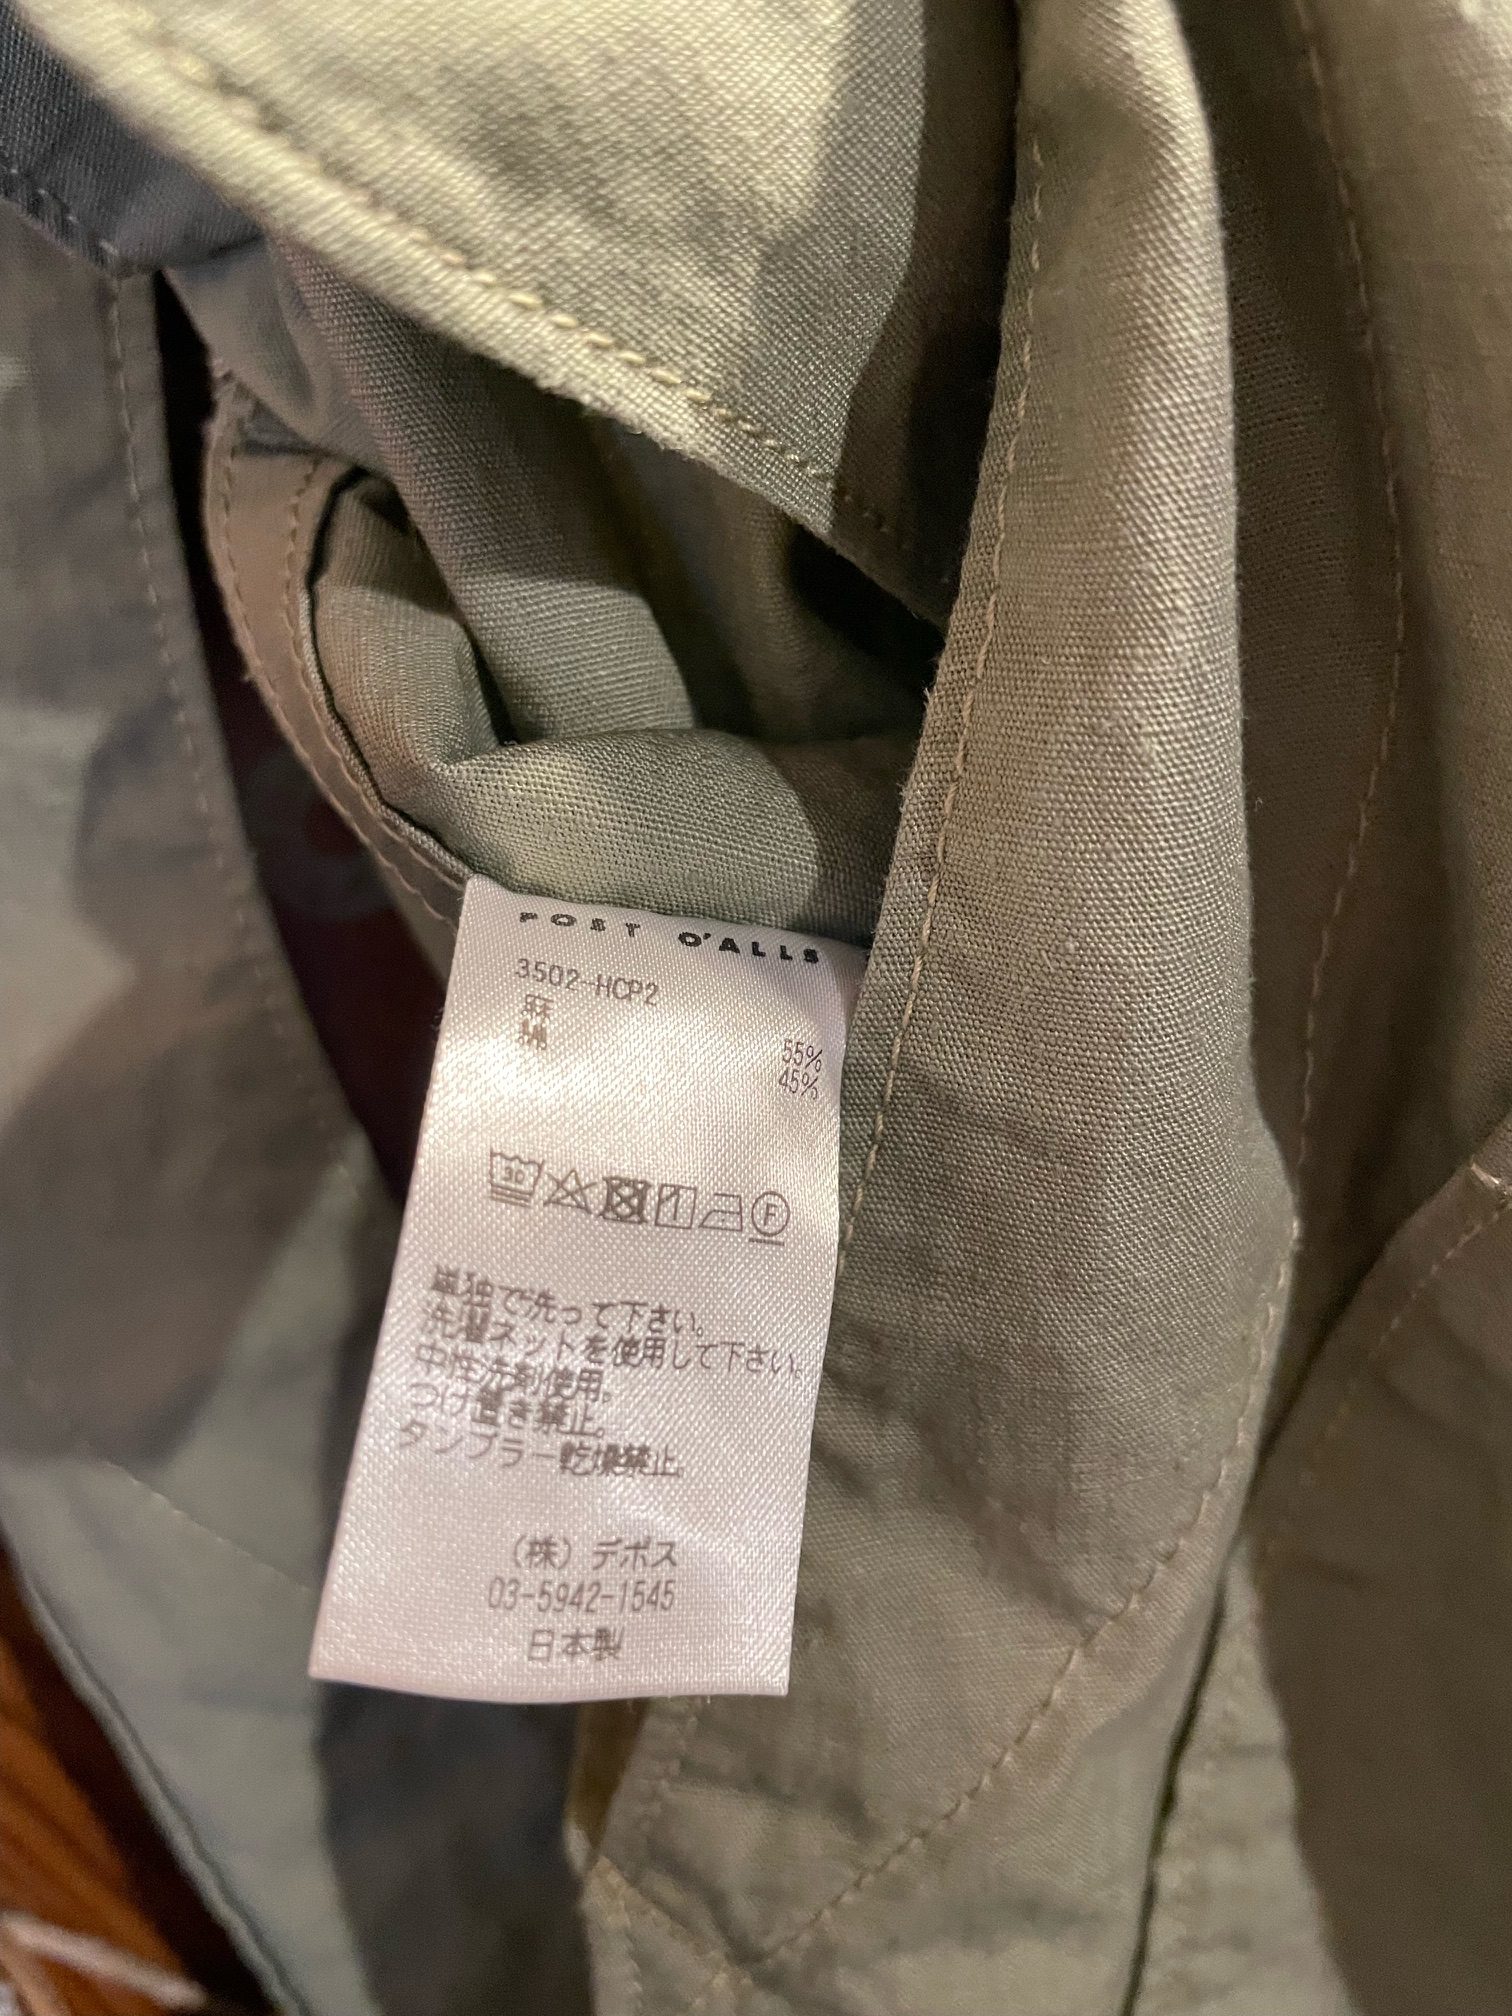 POST O'ALLS
3502-HCP2
麻 55%
綿 45%
30 F
単独で洗って下さい。
洗濯ネットを使用して下さい。
中性洗剤使用。
つけ置き禁止。
タンブラー乾燥禁止。
(株) デポス
03-5942-1545
日本製